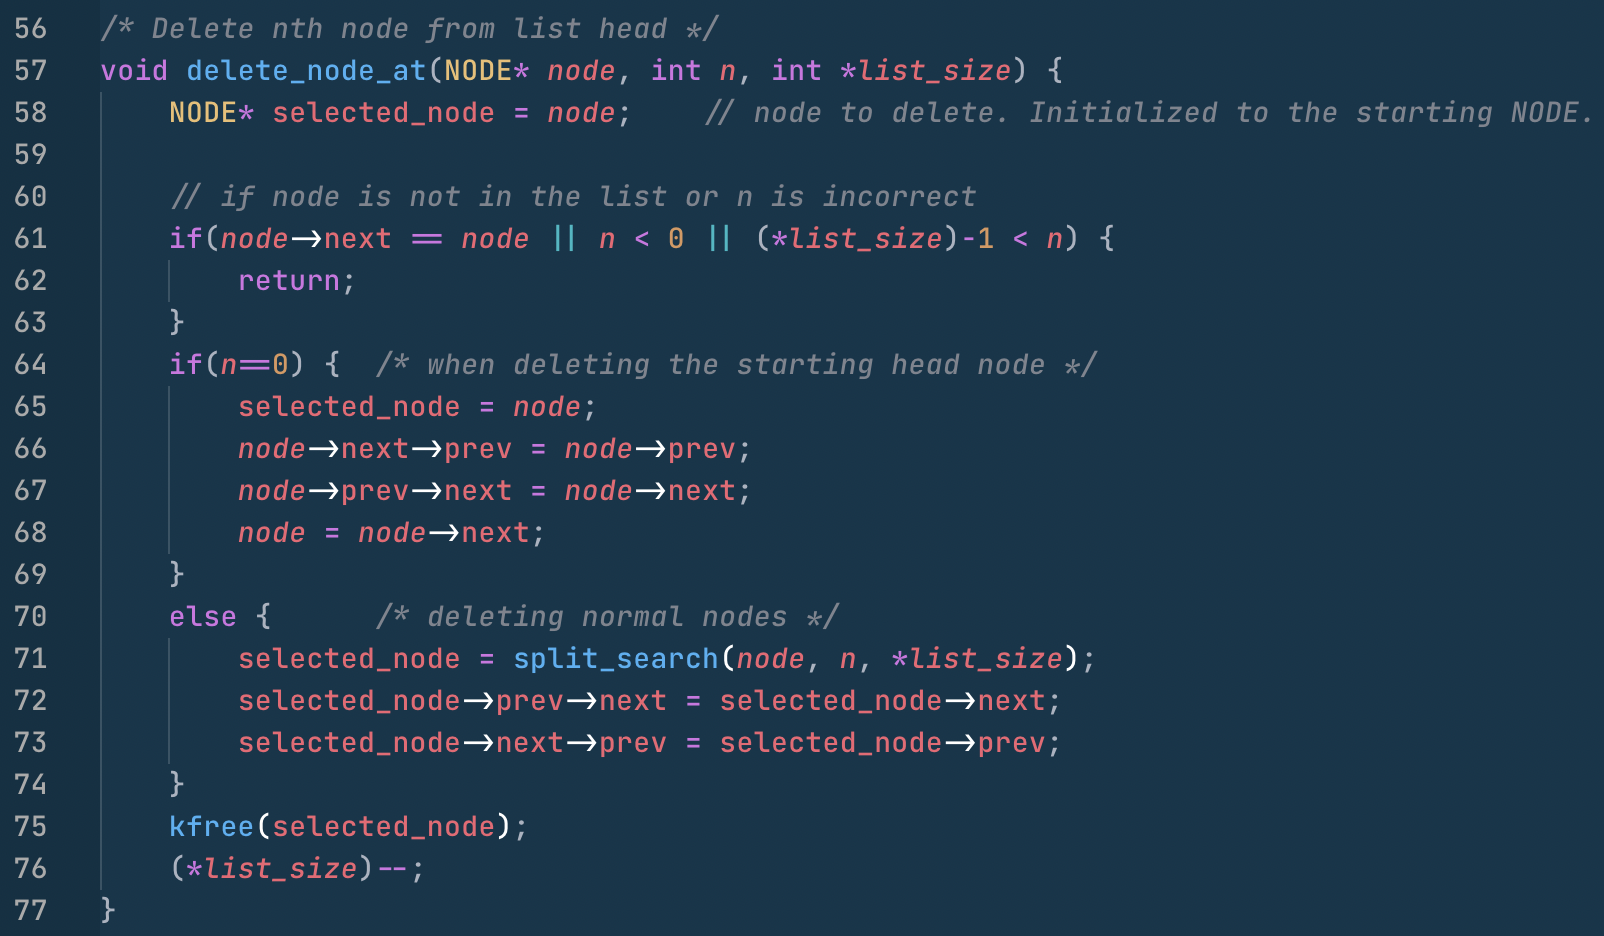 56 /* Delete nth node from list head */
57 void delete_node_at(NODE* node, int n, int *list_size) {
58     NODE* selected_node = node;    // node to delete. Initialized to the starting NODE.
59
60     // if node is not in the list or n is incorrect
61     if(node->next == node || n < 0 || (*list_size)-1 < n) {
62         return;
63     }
64     if(n==0) {  /* when deleting the starting head node */
65         selected_node = node;
66         node->next->prev = node->prev;
67         node->prev->next = node->next;
68         node = node->next;
69     }
70     else {      /* deleting normal nodes */
71         selected_node = split_search(node, n, *list_size);
72         selected_node->prev->next = selected_node->next;
73         selected_node->next->prev = selected_node->prev;
74     }
75     kfree(selected_node);
76     (*list_size)--;
77 }